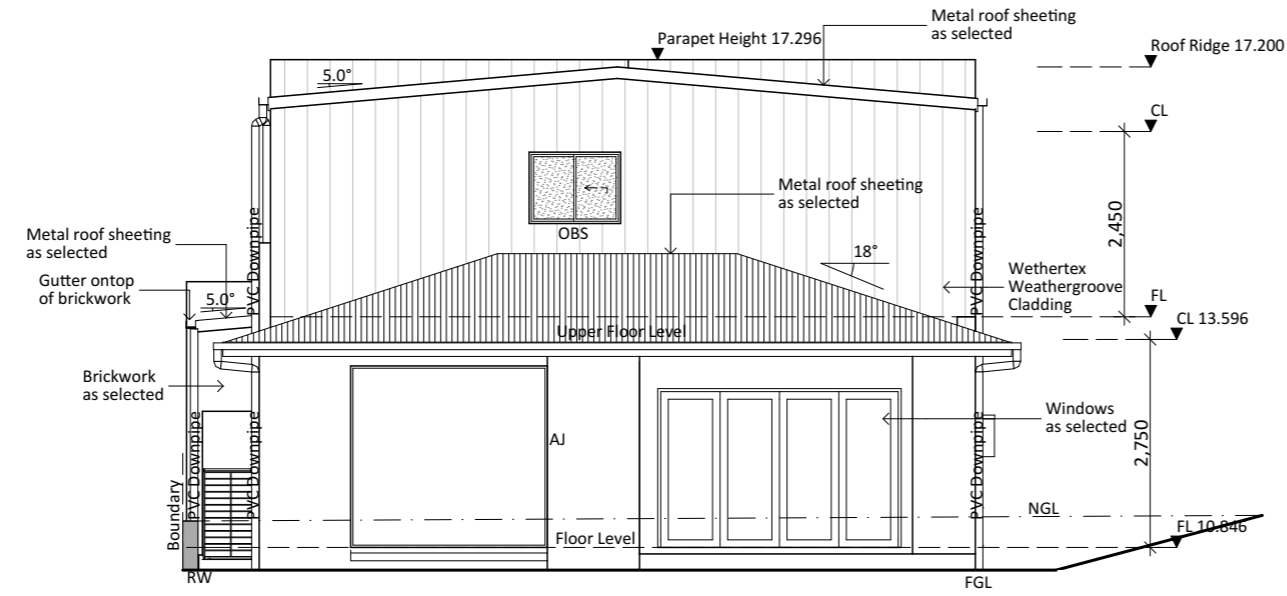 Metal roof sheeting
as selected
Parapet Height 17.296
Roof Ridge 17.200
5.0°
CL
Metal roof sheeting
as selected
OBS
2,450
PVC Downpipe
PVC Downpipe
Metal roof sheeting
as selected
18°
Wethertex
Weathergroove
Cladding
Gutter ontop
of brickwork
5.0°
FL
CL 13.596
Upper Floor Level
Brickwork
as selected
Windows
as selected
AJ
2,750
PVC Downpipe
PVC Downpipe
PVC Downpipe
Boundary
NGL
FL 10.846
Floor Level
RW
FGL